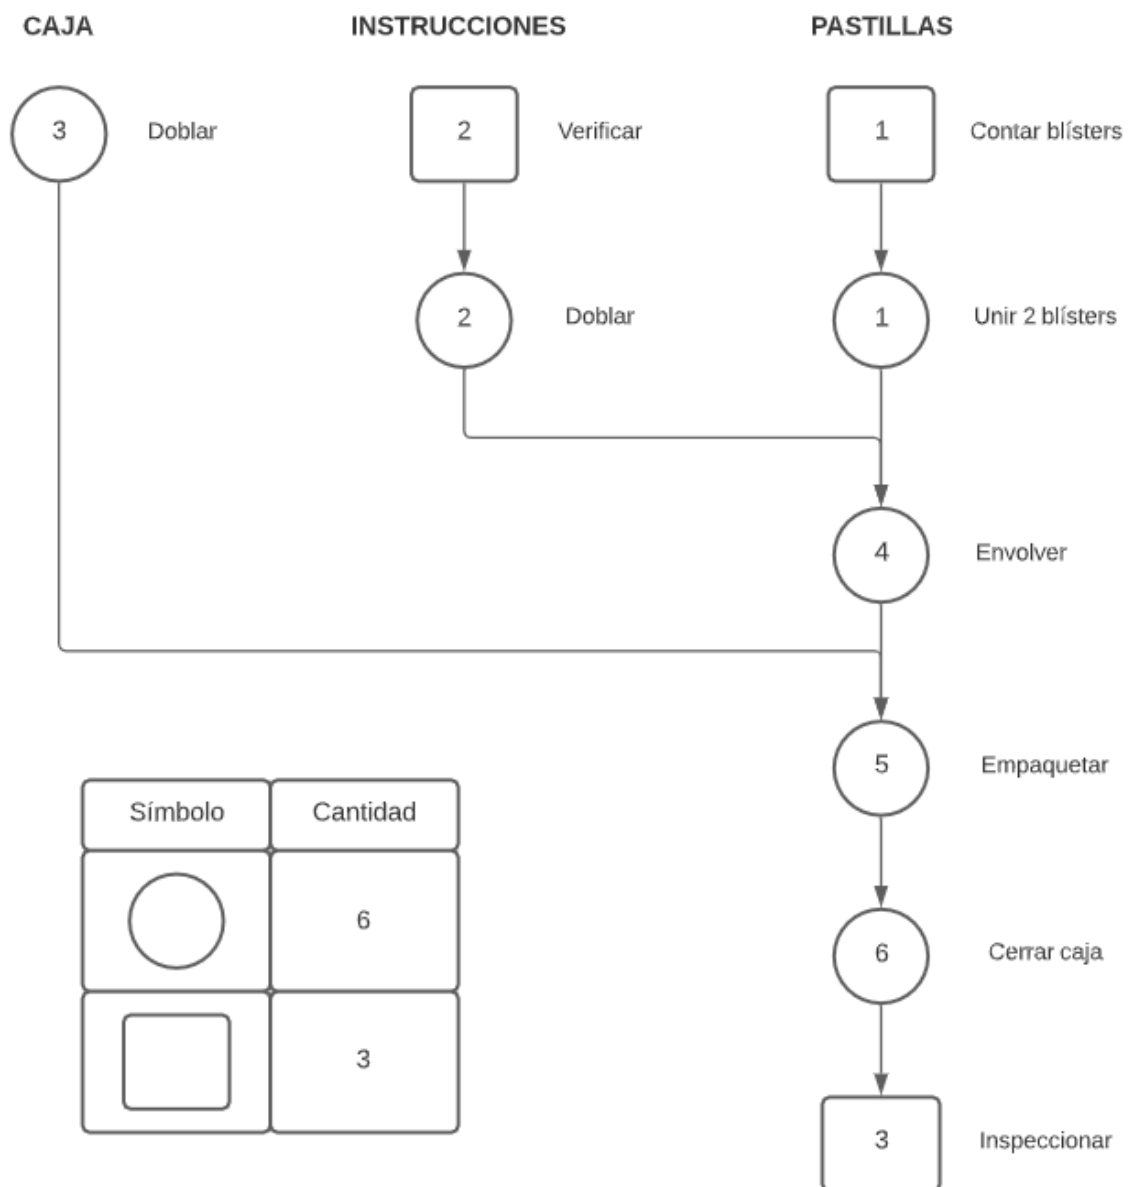 CAJA INSTRUCCIONES PASTILLAS
3 Doblar 2 Verificar 1 Contar blísters
2 Doblar 1 Unir 2 blísters
4 Envolver
5 Empaquetar
Símbolo Cantidad
6
6 Cerrar caja
3
3 Inspeccionar